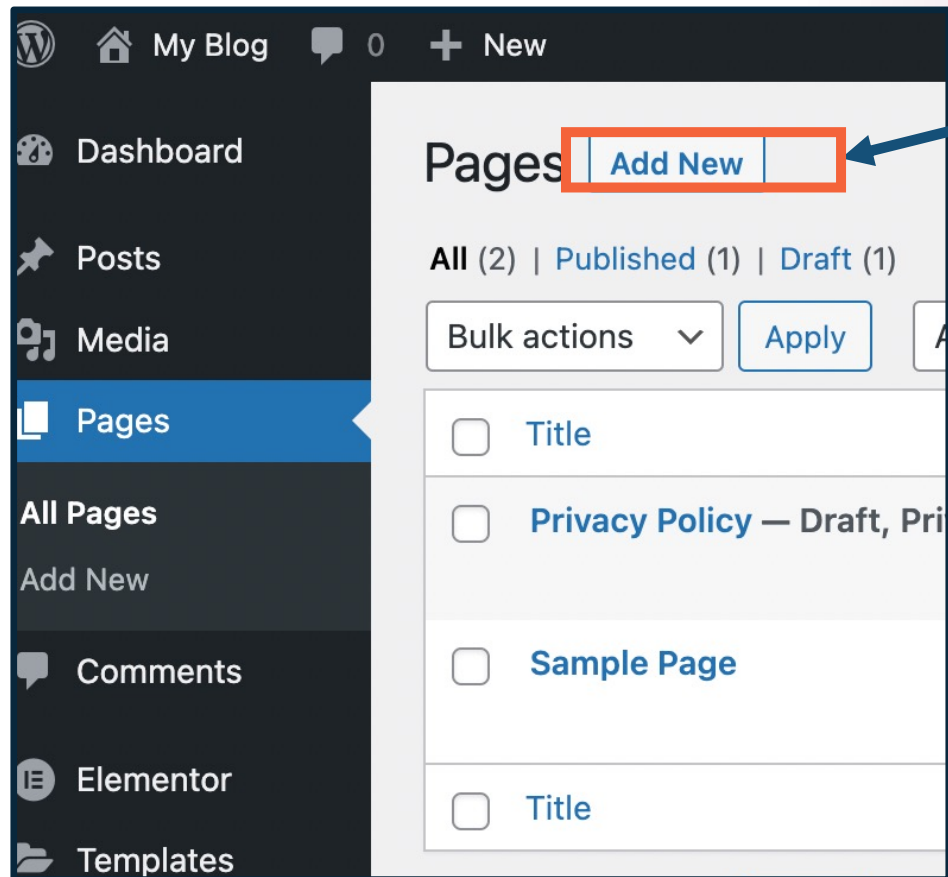 My Blog 0 New
Dashboard
Posts
Media
Pages
All Pages
Add New
Comments
Elementor
Templates
Pages Add New
All (2) | Published (1) | Draft (1)
Bulk actions Apply
Title
Privacy Policy — Draft, Pri
Sample Page
Title